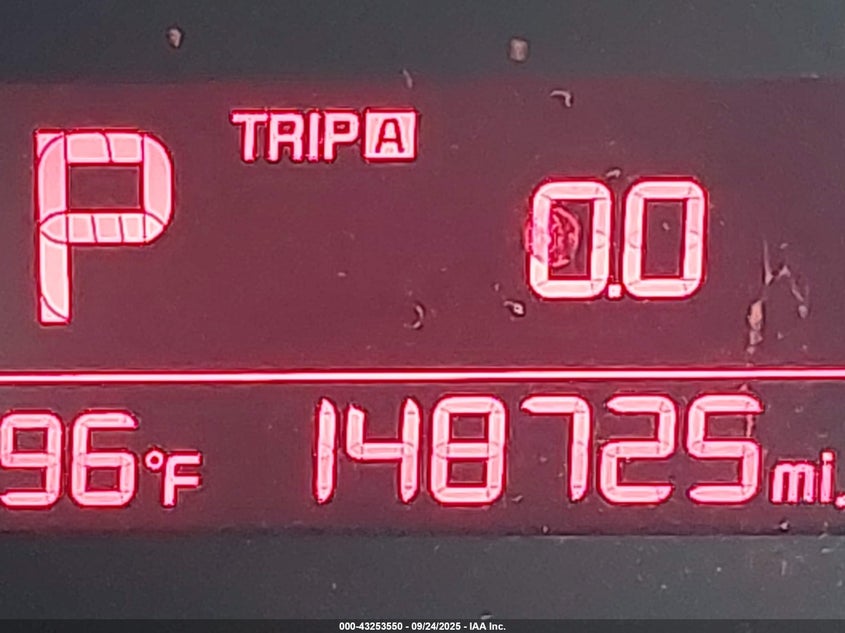 P
TRIP A
0.0
96°F 148725 mi.
000-43253550 - 09/24/2025 - IAA Inc.